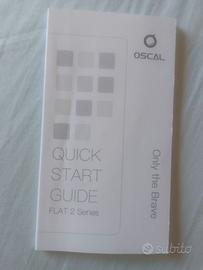 OSCAL
QUICK
START
GUIDE
FLAT 2 Series
Only the Brave
subito